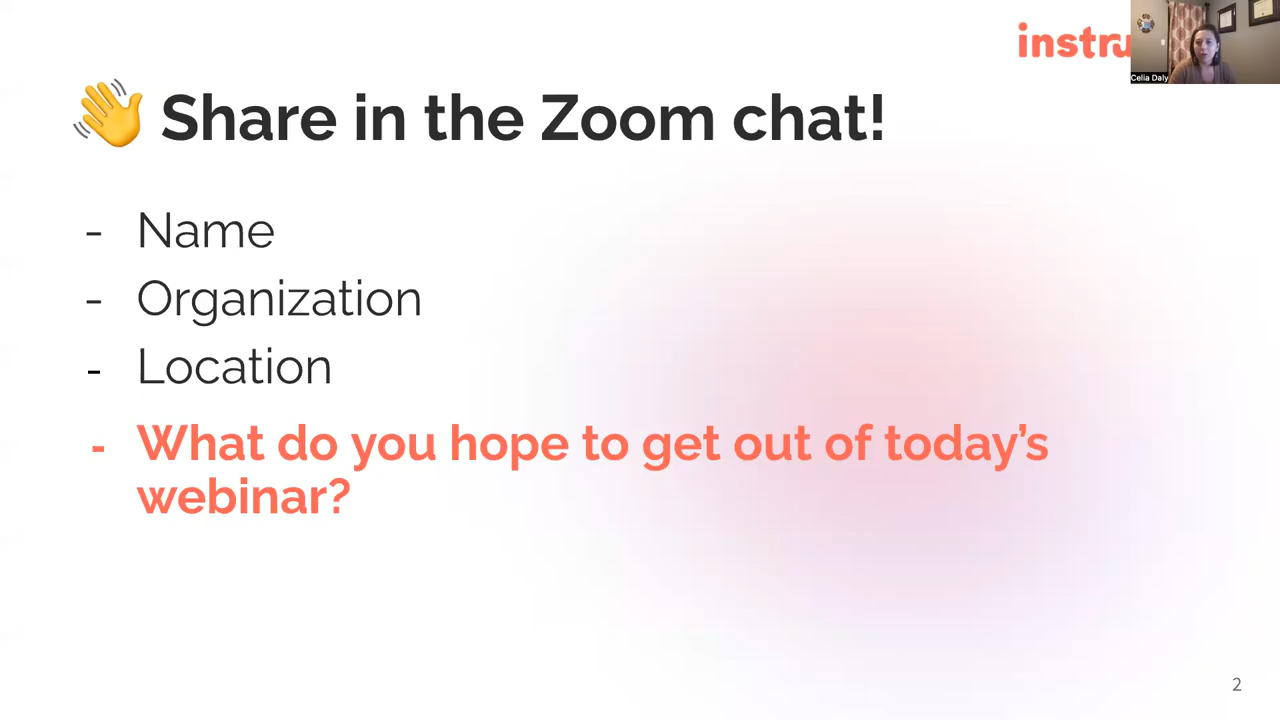 instru
Celia Daly
Share in the Zoom chat!
- Name
- Organization
- Location
- What do you hope to get out of today’s
webinar?
2